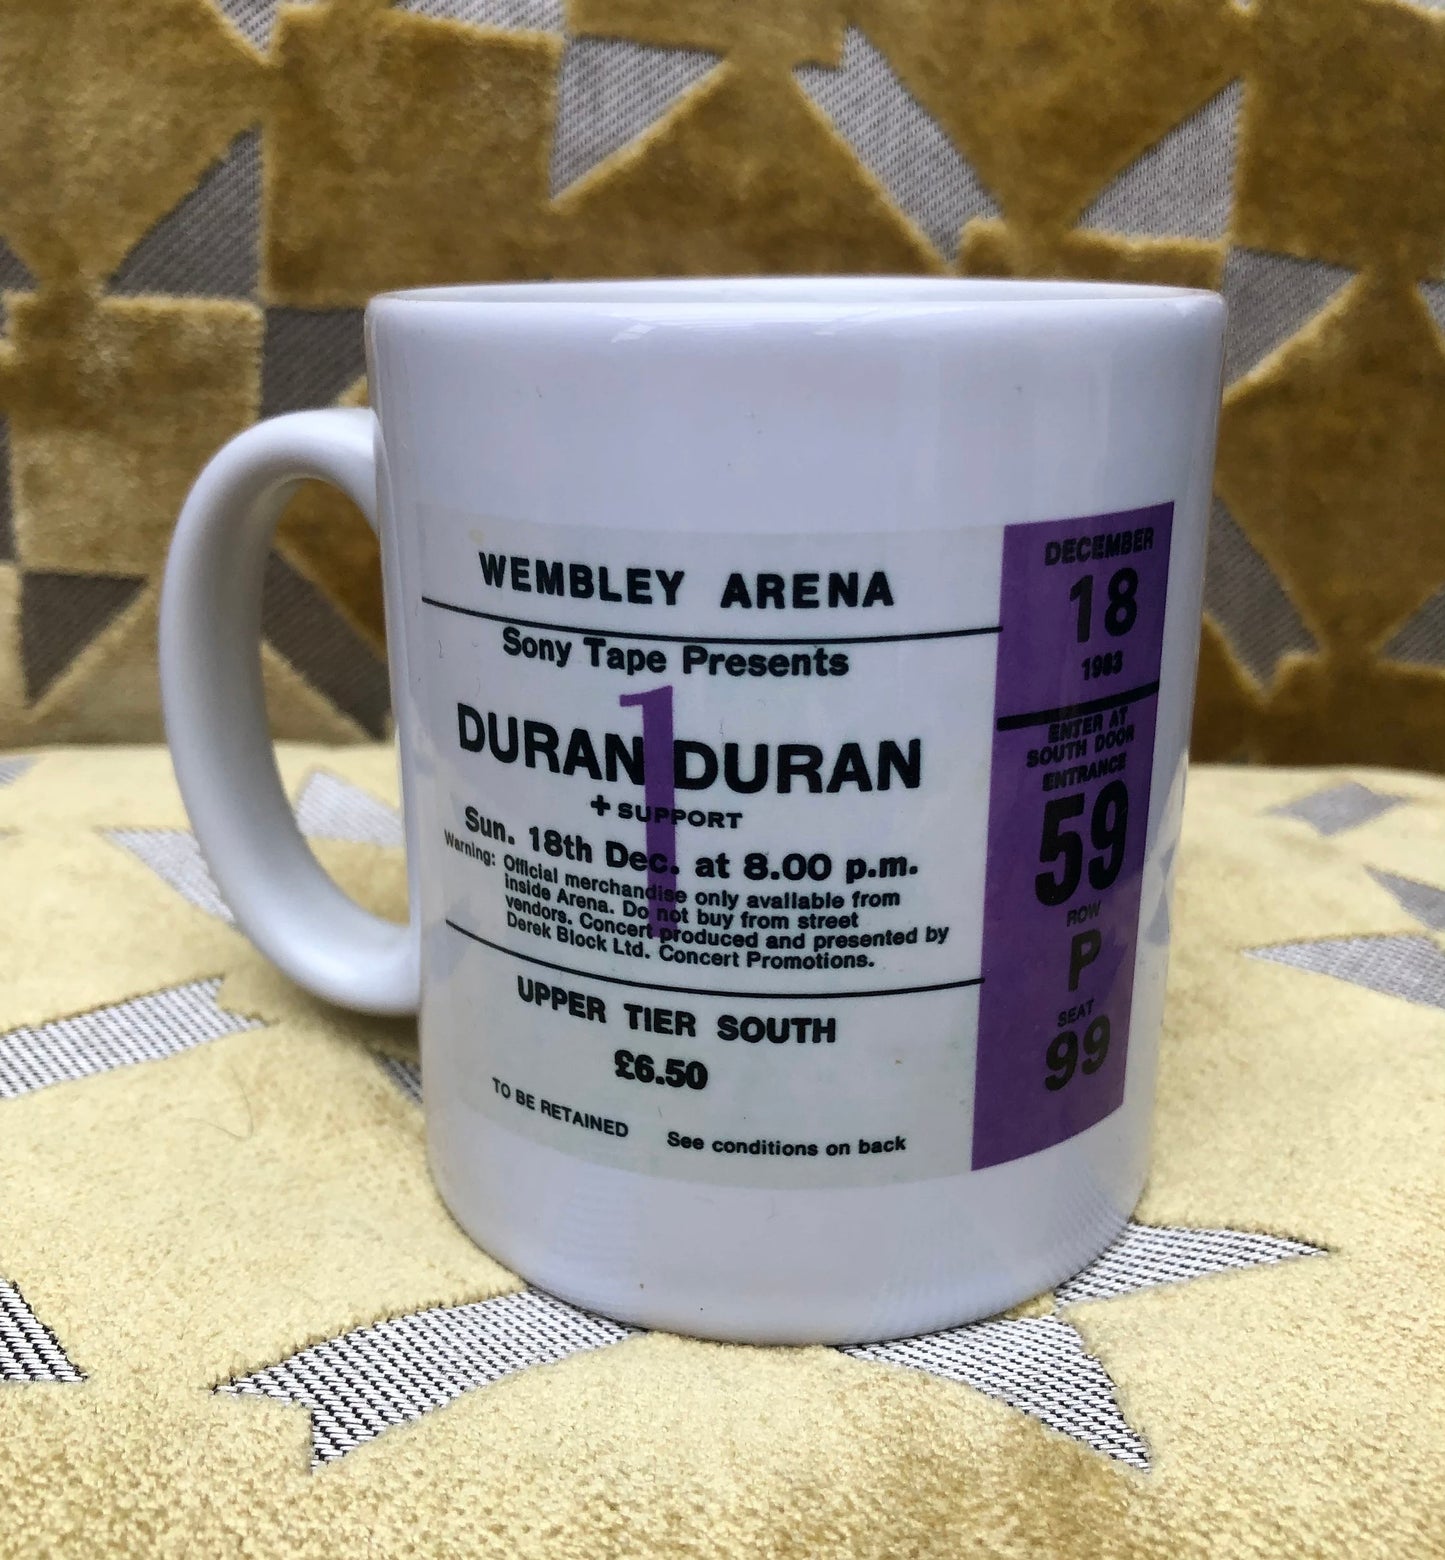 WEMBLEY ARENA
Sony Tape Presents
1
DURAN DURAN
+ SUPPORT
Sun. 18th Dec. at 8.00 p.m.
Warning: Official merchandise only available from
inside Arena. Do not buy from street
vendors. Concert produced and presented by
Derek Block Ltd. Concert Promotions.
UPPER TIER SOUTH
£6.50
TO BE RETAINED
See conditions on back
DECEMBER
18
1983
ENTER AT
SOUTH DOOR
ENTRANCE
59
ROW
P
SEAT
99